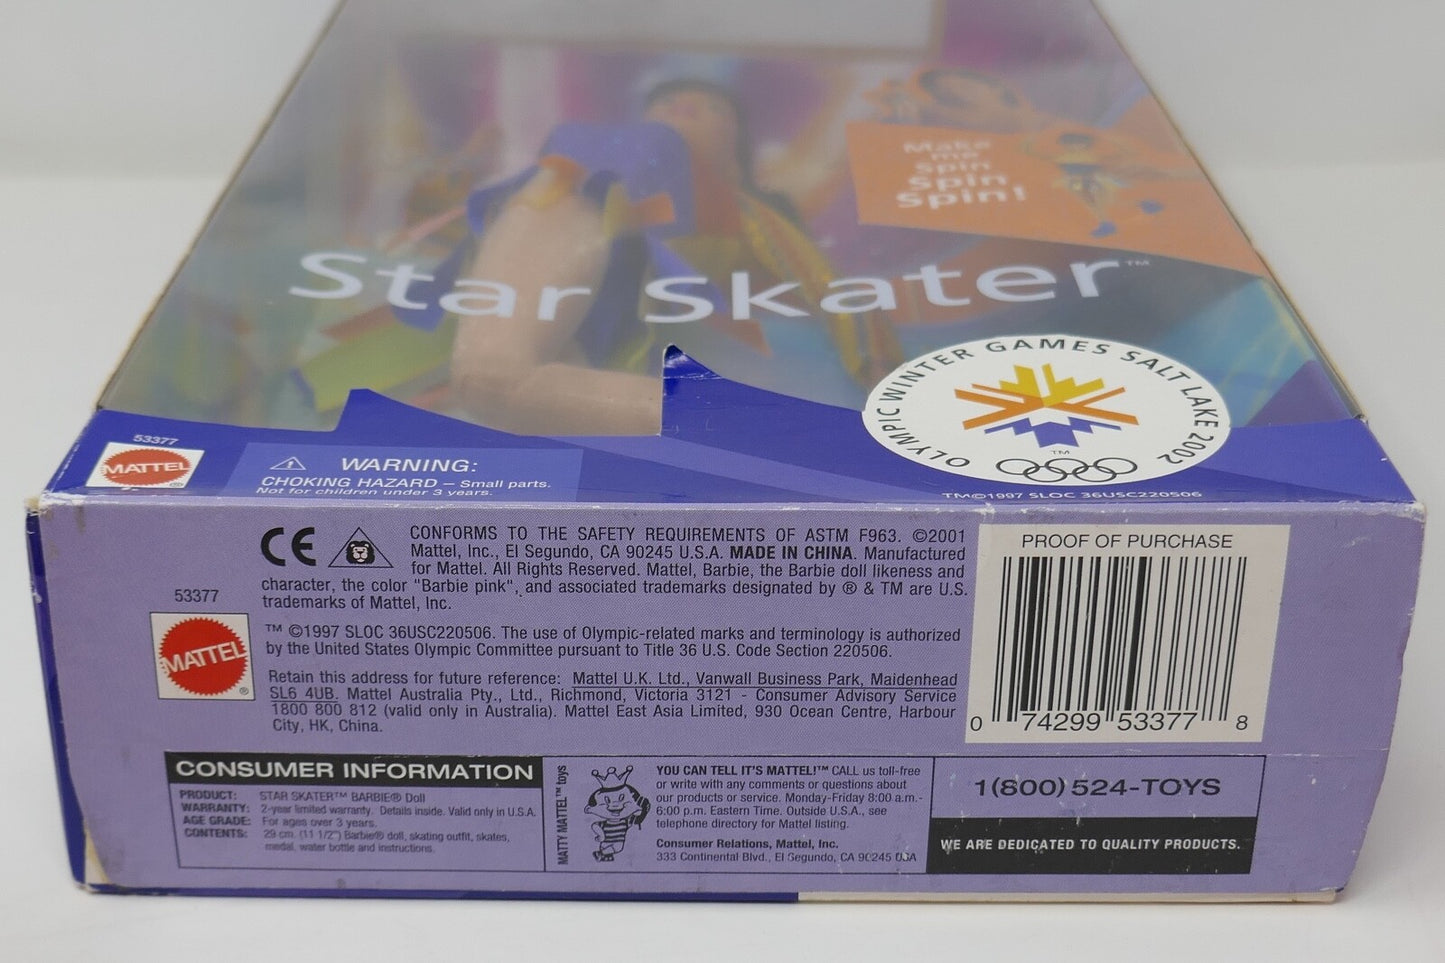 Make
me
Spin
Spin
Spin!
Star Skater™
OLYMPIC WINTER GAMES SALT LAKE 2002
TM
TM©1997 SLOC 36USC220506
53377
MATTEL
®
WARNING:
CHOKING HAZARD – Small parts.
Not for children under 3 years.
CE
CONFORMS TO THE SAFETY REQUIREMENTS OF ASTM F963. ©2001
Mattel, Inc., El Segundo, CA 90245 U.S.A. MADE IN CHINA. Manufactured
for Mattel. All Rights Reserved. Mattel, Barbie, the Barbie doll likeness and
character, the color "Barbie pink", and associated trademarks designated by ® & TM are U.S.
trademarks of Mattel, Inc.
53377
MATTEL
®
™ ©1997 SLOC 36USC220506. The use of Olympic-related marks and terminology is authorized
by the United States Olympic Committee pursuant to Title 36 U.S. Code Section 220506.
Retain this address for future reference: Mattel U.K. Ltd., Vanwall Business Park, Maidenhead
SL6 4UB. Mattel Australia Pty., Ltd., Richmond, Victoria 3121 - Consumer Advisory Service
1800 800 812 (valid only in Australia). Mattel East Asia Limited, 930 Ocean Centre, Harbour
City, HK, China.
PROOF OF PURCHASE
0 74299 53377 8
CONSUMER INFORMATION
PRODUCT: STAR SKATER™ BARBIE® Doll
WARRANTY: 2-year limited warranty. Details inside. Valid only in U.S.A.
AGE GRADE: For ages over 3 years.
CONTENTS: 29 cm. (11 1/2") Barbie® doll, skating outfit, skates,
medal, water bottle and instructions.
MATTY MATTEL™ toys
YOU CAN TELL IT'S MATTEL!™ CALL us toll-free
or write with any comments or questions about
our products or service. Monday-Friday 8:00 a.m.-
6:00 p.m. Eastern Time. Outside U.S.A., see
telephone directory for Mattel listing.
Consumer Relations, Mattel, Inc.
333 Continental Blvd., El Segundo, CA 90245 USA
1(800) 524-TOYS
WE ARE DEDICATED TO QUALITY PRODUCTS.